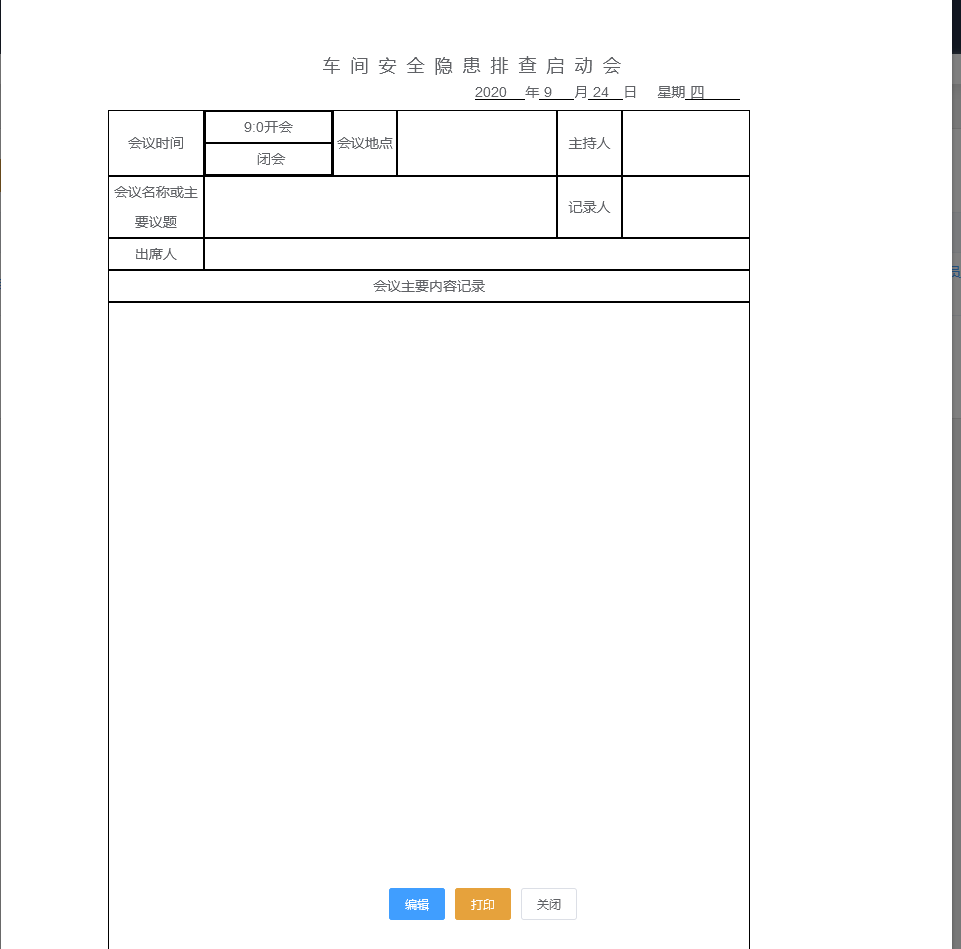 车间安全隐患排查启动会
2020 年 9 月 24 日 星期 四
会议时间 9:0开会 会议地点 主持人
闭会
会议名称或主
要议题
记录人
出席人
会议主要内容记录
编辑 打印 关闭
员